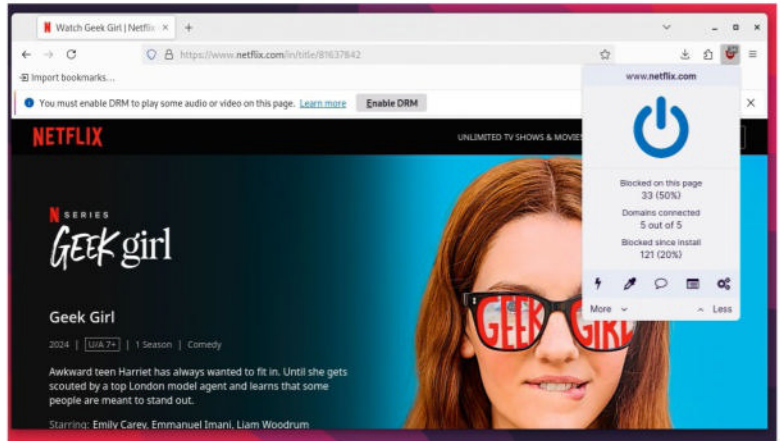 Watch Geek Girl | Netflix
https://www.netflix.com/in/title/81637842
Import bookmarks...
You must enable DRM to play some audio or video on this page. Learn more Enable DRM
NETFLIX
UNLIMITED TV SHOWS & MOVIES
N SERIES
GEEK girl
Geek Girl
2024 | U/A 7+ | 1 Season | Comedy
Awkward teen Harriet has always wanted to fit in. Until she gets
scouted by a top London model agent and learns that some
people are meant to stand out.
Starring: Emily Carey, Emmanuel Imani, Liam Woodrum
GEEK GIRL
www.netflix.com
Blocked on this page
33 (50%)
Domains connected
5 out of 5
Blocked since install
121 (20%)
More Less